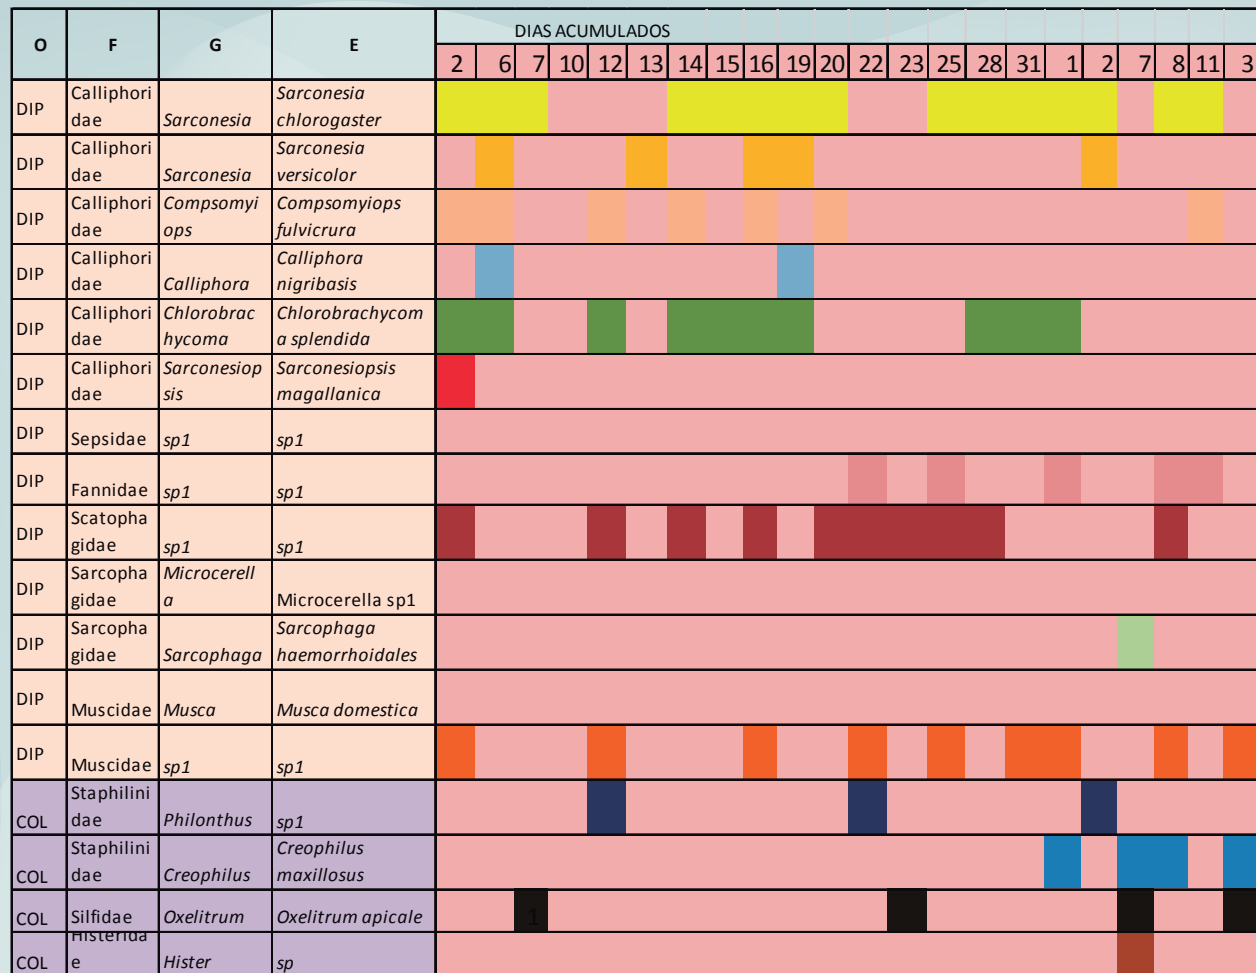 DIAS ACUMULADOS
O F G E
2 6 7 10 12 13 14 15 16 19 20 22 23 25 28 31 1 2 7 8 11 3
DIP Calliphori dae Sarconesia Sarconesia chlorogaster
DIP Calliphori dae Sarconesia Sarconesia versicolor
DIP Calliphori dae Compsomyi ops Compsomyiops fulvicrura
DIP Calliphori dae Calliphora Calliphora nigribasis
DIP Calliphori dae Chlorobrac hycoma Chlorobrachycom a splendida
DIP Calliphori dae Sarconesiop sis Sarconesiopsis magallanica
DIP Sepsidae sp1 sp1
DIP Fannidae sp1 sp1
DIP Scatopha gidae sp1 sp1
DIP Sarcopha gidae Microcerell a Microcerella sp1
DIP Sarcopha gidae Sarcophaga Sarcophaga haemorrhoidales
DIP Muscidae Musca Musca domestica
DIP Muscidae sp1 sp1
COL Staphilini dae Philonthus sp1
COL Staphilini dae Creophilus Creophilus maxillosus
COL Silfidae Oxelitrum Oxelitrum apicale 1
COL Histerida e Hister sp